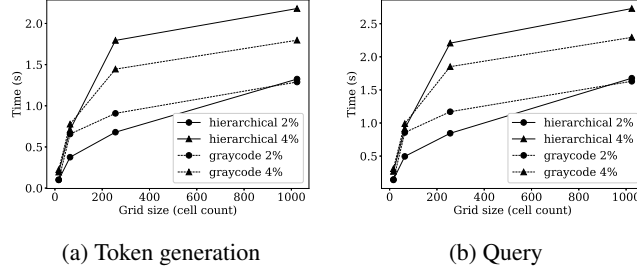 2.0
1.5
1.0
0.5
0.0
Time (s)
0 200 400 600 800 1000
Grid size (cell count)
hierarchical 2%
hierarchical 4%
graycode 2%
graycode 4%
(a) Token generation
2.5
2.0
1.5
1.0
0.5
Time (s)
0 200 400 600 800 1000
Grid size (cell count)
hierarchical 2%
hierarchical 4%
graycode 2%
graycode 4%
(b) Query